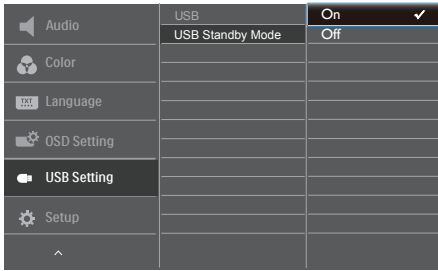 Audio
Color
TXT Language
OSD Setting
USB Setting
Setup
USB
USB Standby Mode
On
Off